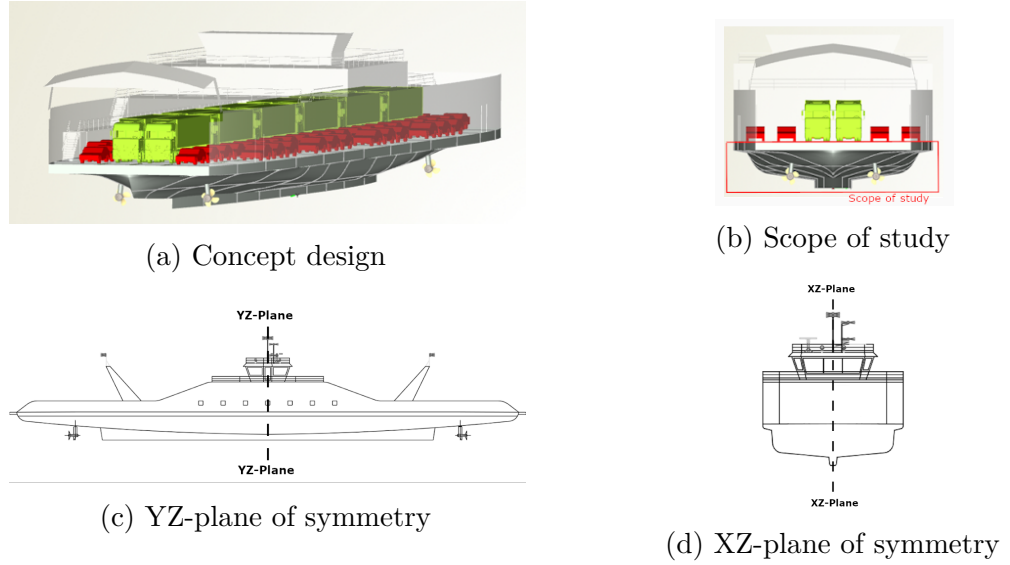 Scope of study
(a) Concept design
(b) Scope of study
YZ-Plane
YZ-Plane
(c) YZ-plane of symmetry
XZ-Plane
XZ-Plane
(d) XZ-plane of symmetry